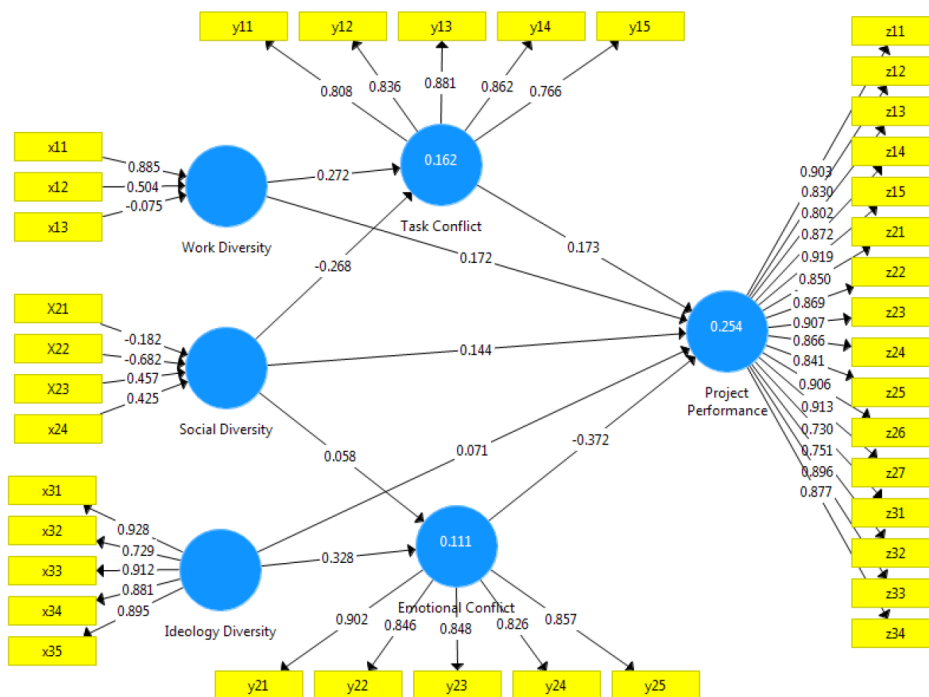 y11 y12 y13 y14 y15
0.808 0.836 0.881 0.862 0.766
x11
x12
x13
0.885
0.504
-0.075
Work Diversity
0.272
0.162
Task Conflict
0.172
0.173
-0.268
X21
X22
X23
x24
-0.182
-0.682
0.457
0.425
Social Diversity
0.144
0.058
0.071
-0.372
0.254
Project
Performance
x31
x32
x33
x34
x35
0.928
0.729
0.912
0.881
0.895
Ideology Diversity
0.328
0.111
Emotional Conflict
0.902 0.846 0.848 0.826 0.857
y21 y22 y23 y24 y25
0.903
0.830
0.802
0.872
0.919
0.850
0.869
0.907
0.866
0.841
0.906
0.913
0.730
0.751
0.896
0.877
z11
z12
z13
z14
z15
z21
z22
z23
z24
z25
z26
z27
z31
z32
z33
z34